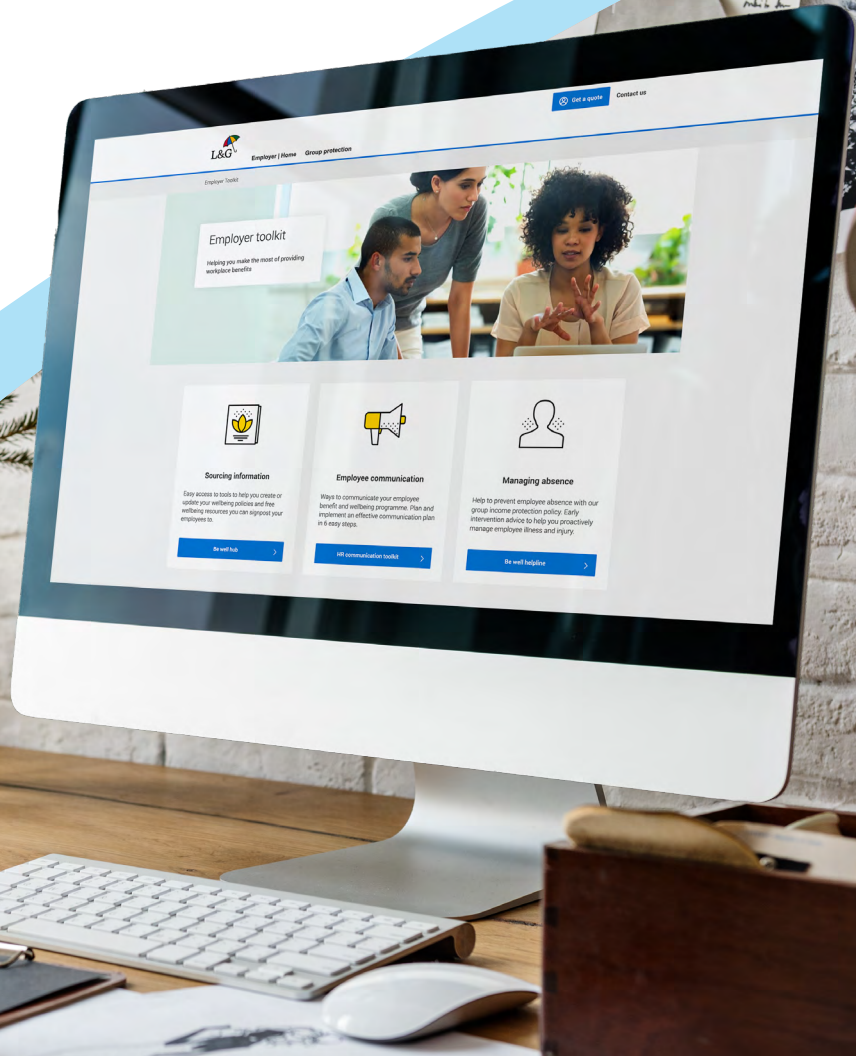 Get a quote
Contact us
L&G
Employer | Home
Group protection
Employer Toolkit
Employer toolkit
Helping you make the most of providing
workplace benefits
Sourcing information
Easy access to tools to help you create or
update your wellbeing policies and free
wellbeing resources you can signpost your
employees to.
Be well hub
Employee communication
Ways to communicate your employee
benefit and wellbeing programme. Plan and
implement an effective communication plan
in 6 easy steps.
HR communication toolkit
Managing absence
Help to prevent employee absence with our
group income protection policy. Early
intervention advice to help you proactively
manage employee illness and injury.
Be well helpline